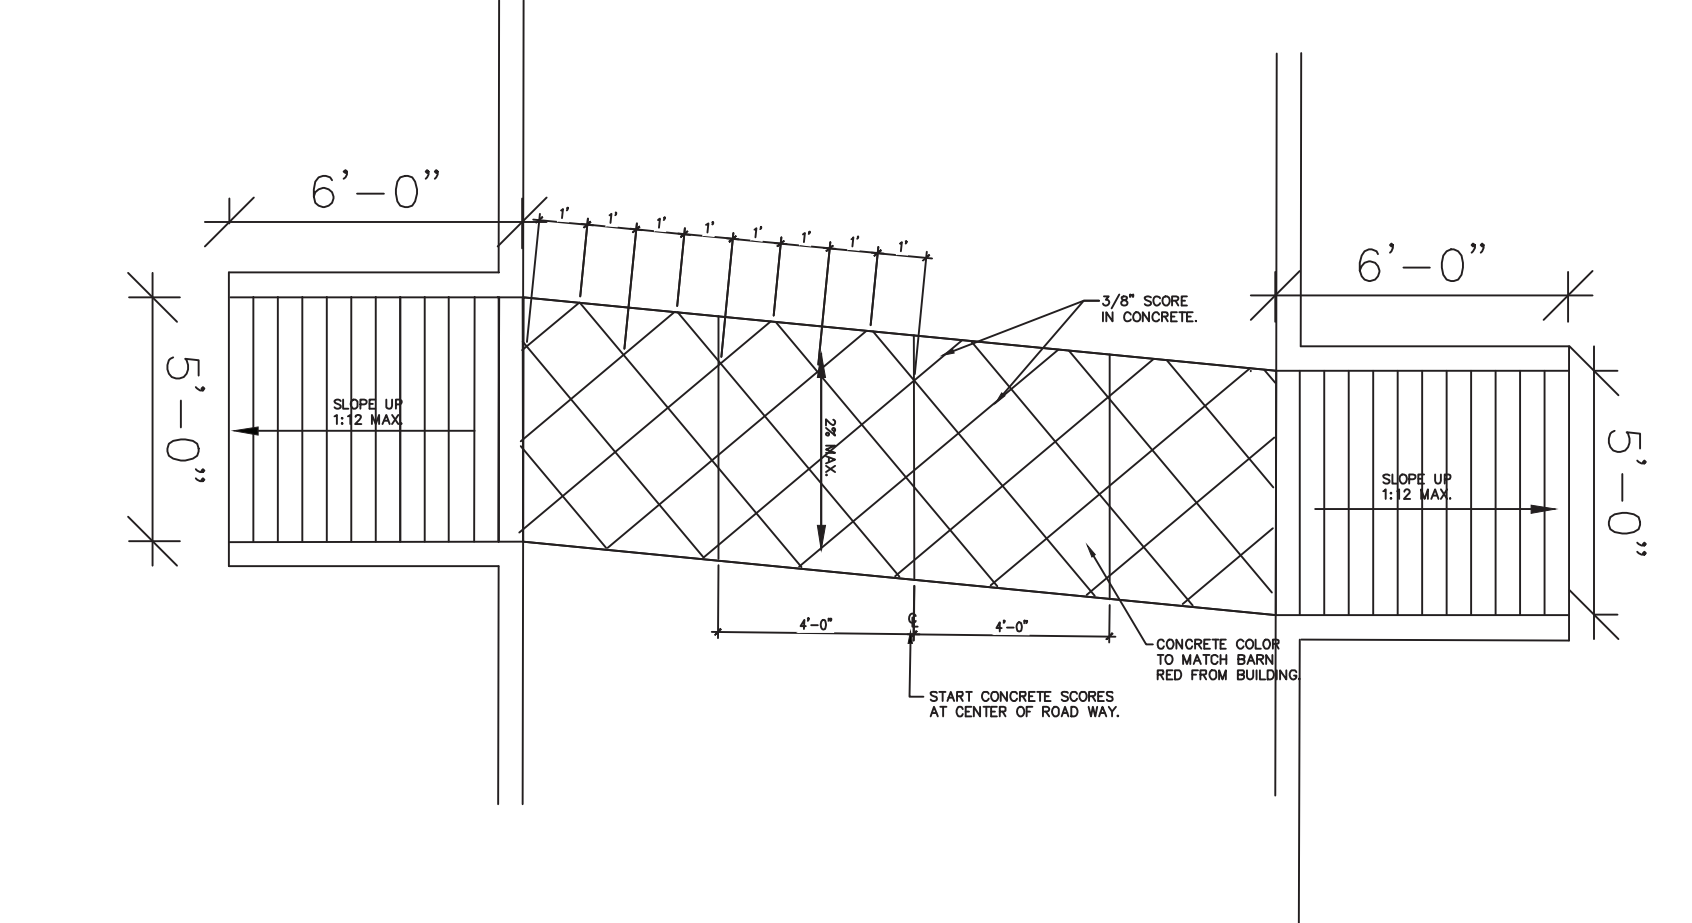 6'-0"
1'
1'
1'
1'
1'
1'
1'
1'
6'-0"
3/8" SCORE
IN CONCRETE.
5'-0"
SLOPE UP
1:12 MAX.
2% MAX.
5'-0"
SLOPE UP
1:12 MAX.
4'-0"
℄
4'-0"
CONCRETE COLOR
TO MATCH BARN
RED FROM BUILDING.
START CONCRETE SCORES
AT CENTER OF ROAD WAY.